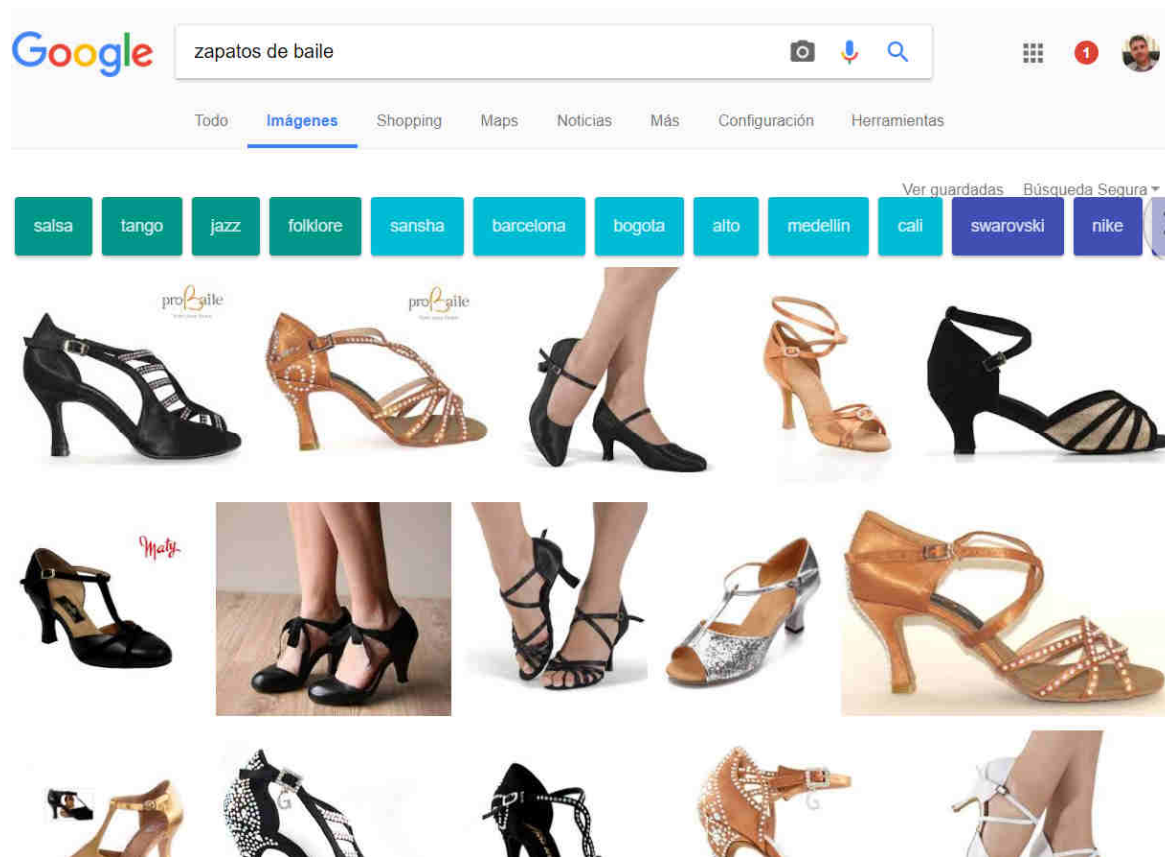 Google
zapatos de baile
1
Todo Imágenes Shopping Maps Noticias Más Configuración Herramientas
Ver guardadas Búsqueda Segura
salsa tango jazz folklore sansha barcelona bogota alto medellin cali swarovski nike
proBaile proBaile
Maty
G G